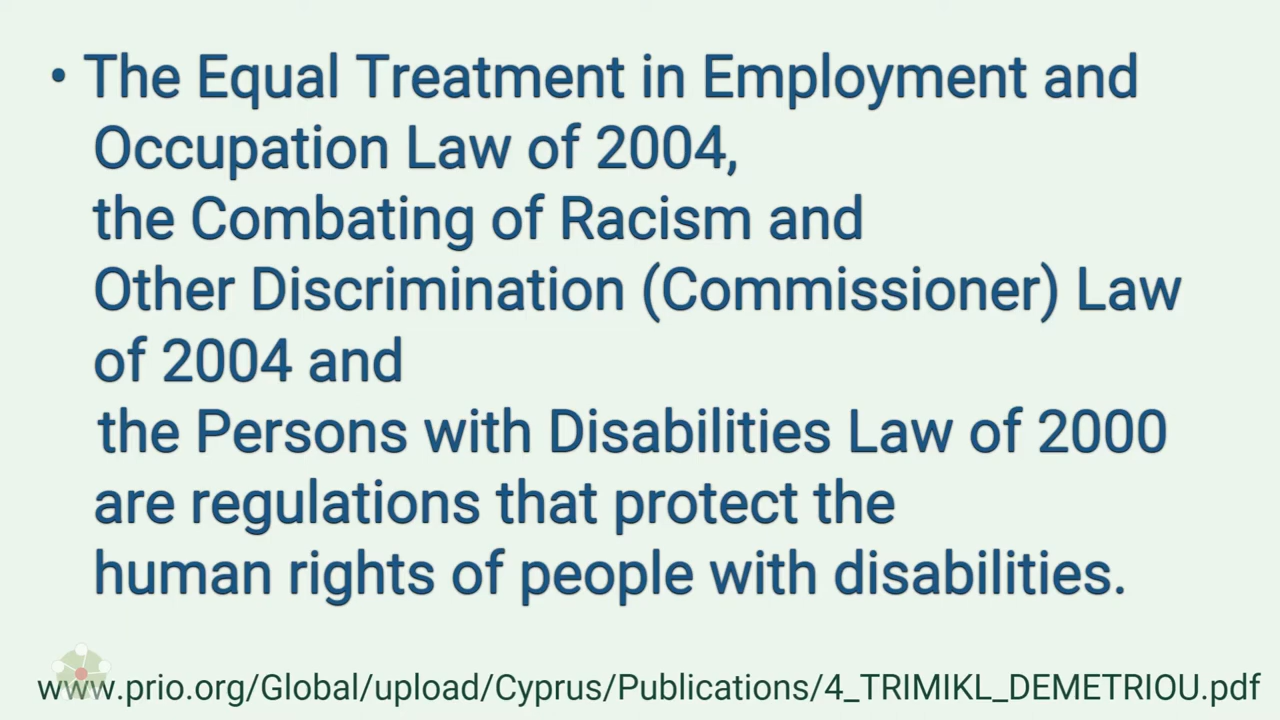 • The Equal Treatment in Employment and
Occupation Law of 2004,
the Combating of Racism and
Other Discrimination (Commissioner) Law
of 2004 and
the Persons with Disabilities Law of 2000
are regulations that protect the
human rights of people with disabilities.
www.prio.org/Global/upload/Cyprus/Publications/4_TRIMIKL_DEMETRIOU.pdf